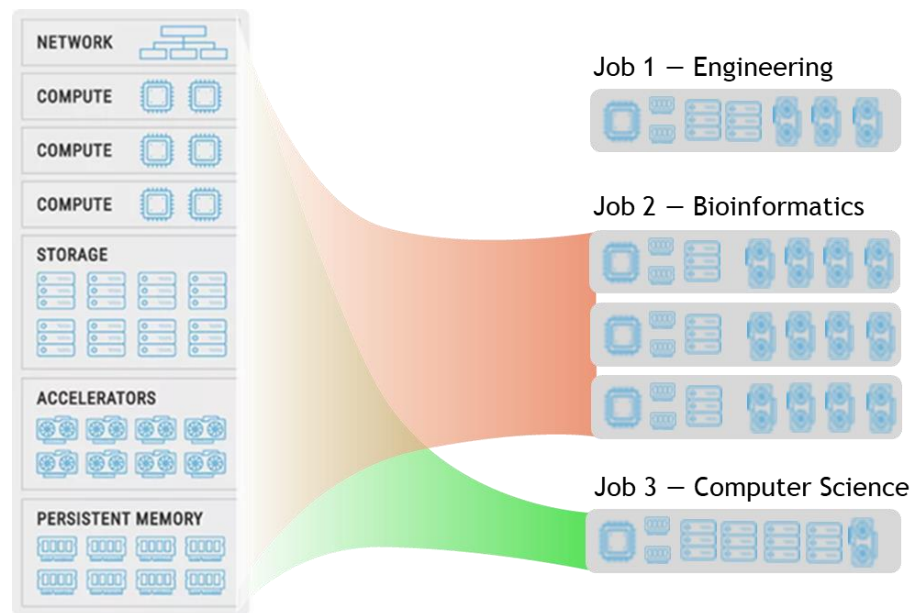 NETWORK
COMPUTE
COMPUTE
COMPUTE
STORAGE
ACCELERATORS
PERSISTENT MEMORY
Job 1 — Engineering
Job 2 — Bioinformatics
Job 3 — Computer Science